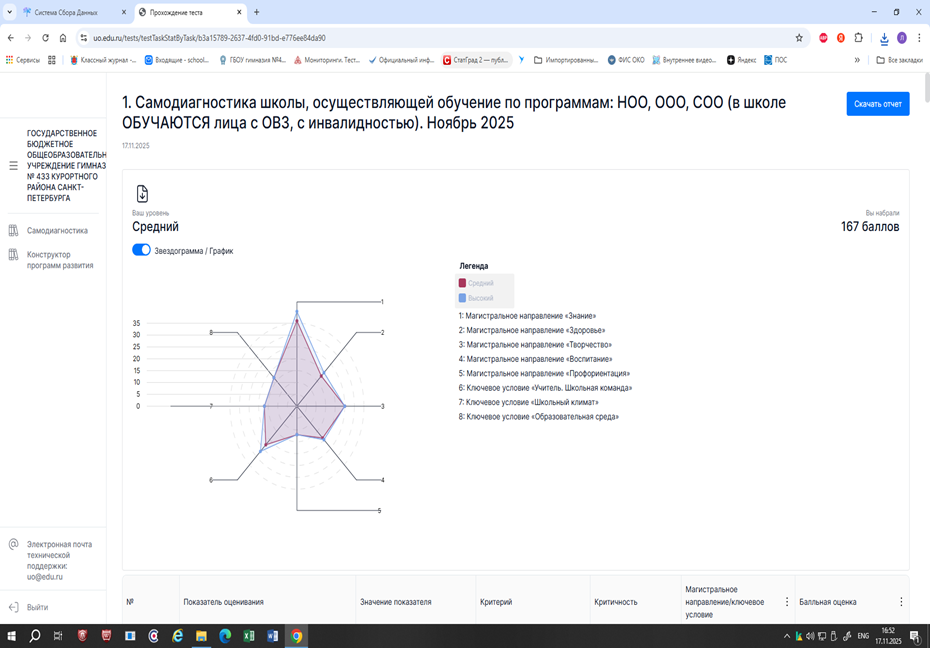 Система Сбора Данных
Прохождение теста
uo.edu.ru/tests/testTaskStatByTask/b3a15789-2637-4fd0-91bd-e776ee84da90
Сервисы
Классный журнал -...
Входящие - school...
ГБОУ гимназия №4...
Мониторинги. Тест...
Официальный инф...
СтатГрад 2 — публ...
Импортированны...
ФИС ОКО
Внутреннее видео...
Яндекс
ПОС
Все закладки
ГОСУДАРСТВЕННОЕ
БЮДЖЕТНОЕ
ОБЩЕОБРАЗОВАТЕЛЬН
УЧРЕЖДЕНИЕ ГИМНАЗ
№ 433 КУРОРТНОГО
РАЙОНА САНКТ-
ПЕТЕРБУРГА
Самодиагностика
Конструктор
программ развития
Электронная почта
технической
поддержки:
uo@edu.ru
Выйти
1. Самодиагностика школы, осуществляющей обучение по программам: НОО, ООО, СОО (в школе
ОБУЧАЮТСЯ лица с ОВЗ, с инвалидностью). Ноябрь 2025
Скачать отчет
17.11.2025
Ваш уровень
Средний
Вы набрали
167 баллов
Звездограмма / График
Легенда
Средний
Высокий
1: Магистральное направление «Знание»
2: Магистральное направление «Здоровье»
3: Магистральное направление «Творчество»
4: Магистральное направление «Воспитание»
5: Магистральное направление «Профориентация»
6: Ключевое условие «Учитель. Школьная команда»
7: Ключевое условие «Школьный климат»
8: Ключевое условие «Образовательная среда»
35
30
25
20
15
10
5
0
1
2
3
4
5
6
7
8
№
Показатель оценивания
Значение показателя
Критерий
Критичность
Магистральное
направление/ключевое
условие
Балльная оценка
ENG
16:52
17.11.2025